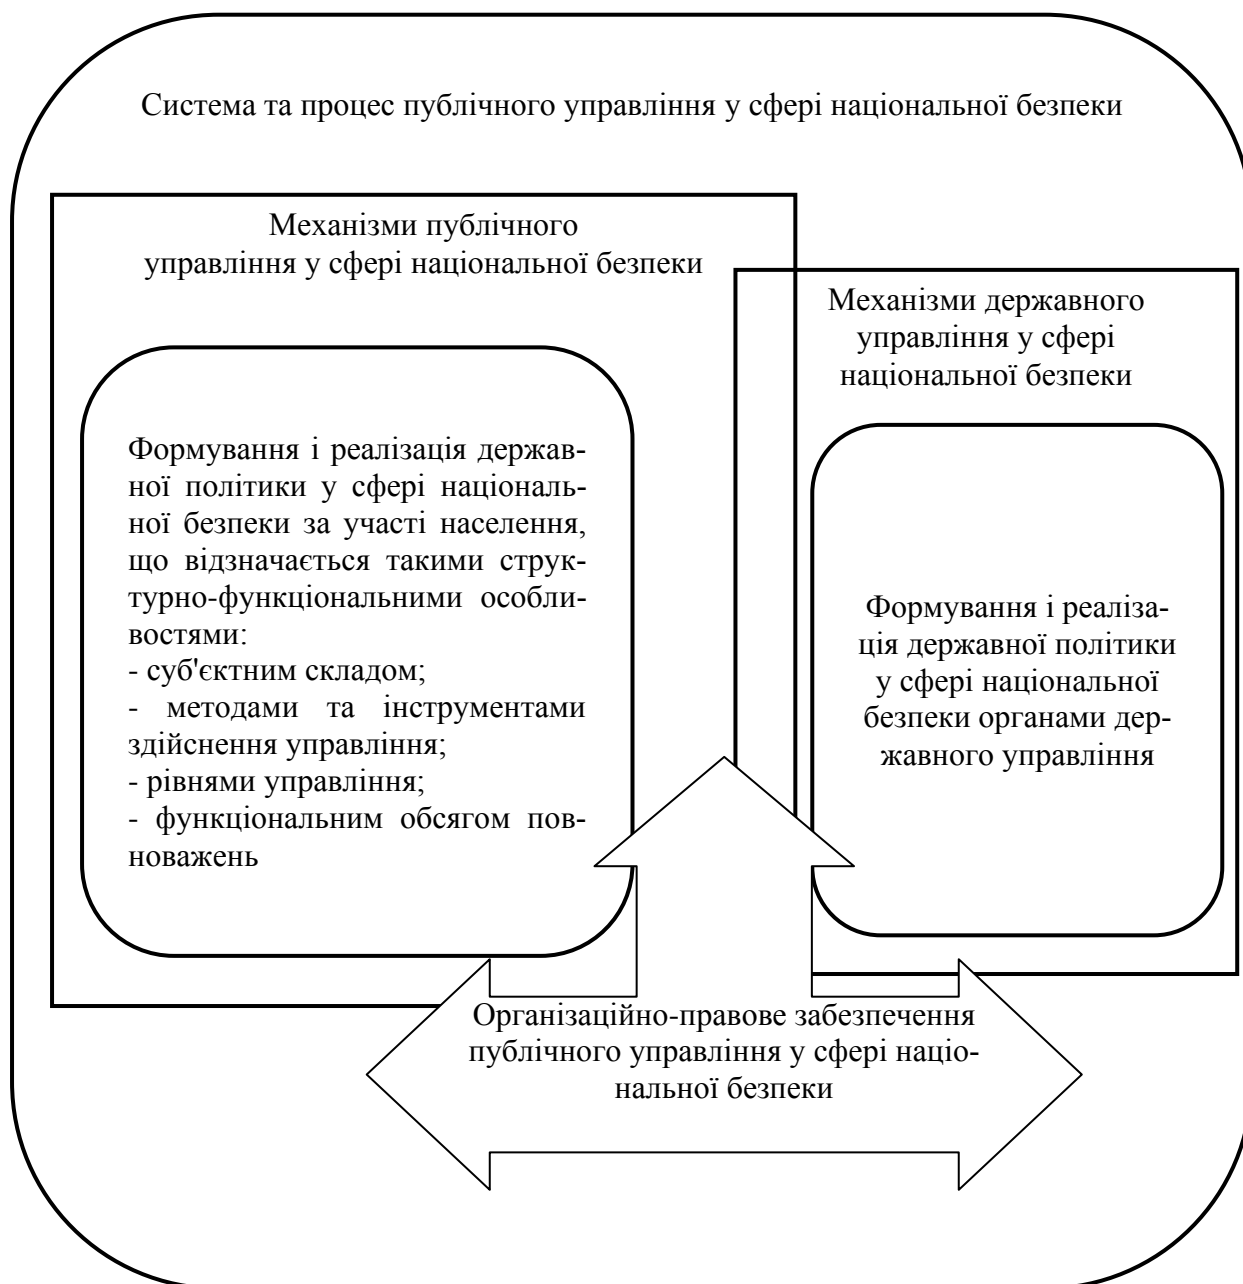 Система та процес публічного управління у сфері національної безпеки
Механізми публічного
управління у сфері національної безпеки
Механізми державного
управління у сфері
національної безпеки
Формування і реалізація держав-
ної політики у сфері національ-
ної безпеки за участі населення,
що відзначається такими струк-
турно-функціональними особли-
востями:
- суб'єктним складом;
- методами та інструментами
здійснення управління;
- рівнями управління;
- функціональним обсягом пов-
новажень
Формування і реаліза-
ція державної політики
у сфері національної
безпеки органами дер-
жавного управління
Організаційно-правове забезпечення
публічного управління у сфері націо-
нальної безпеки